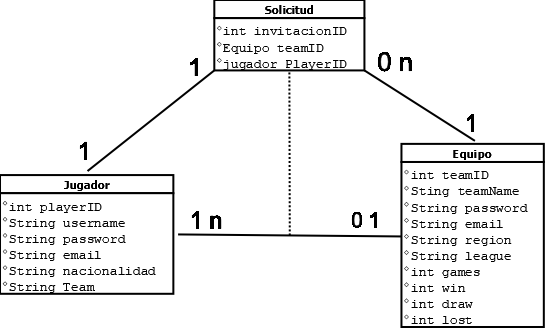 Solicitud
int invitacionID
Equipo teamID
jugador PlayerID
1
0 n
1
1
Jugador
int playerID
String username
String password
String email
String nacionalidad
String Team
1 n
0 1
Equipo
int teamID
Sting teamName
String password
String email
String region
String league
int games
int win
int draw
int lost